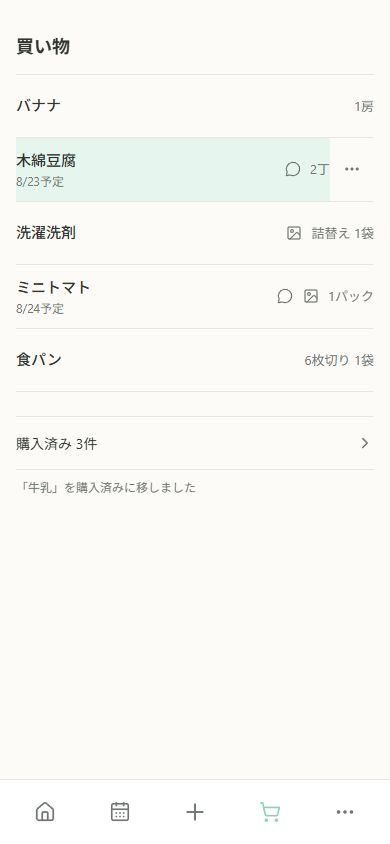 買い物
バナナ 1房
木綿豆腐 2丁
8/23予定
洗濯洗剤 詰替え 1袋
ミニトマト 1パック
8/24予定
食パン 6枚切り 1袋
購入済み 3件
「牛乳」を購入済みに移しました